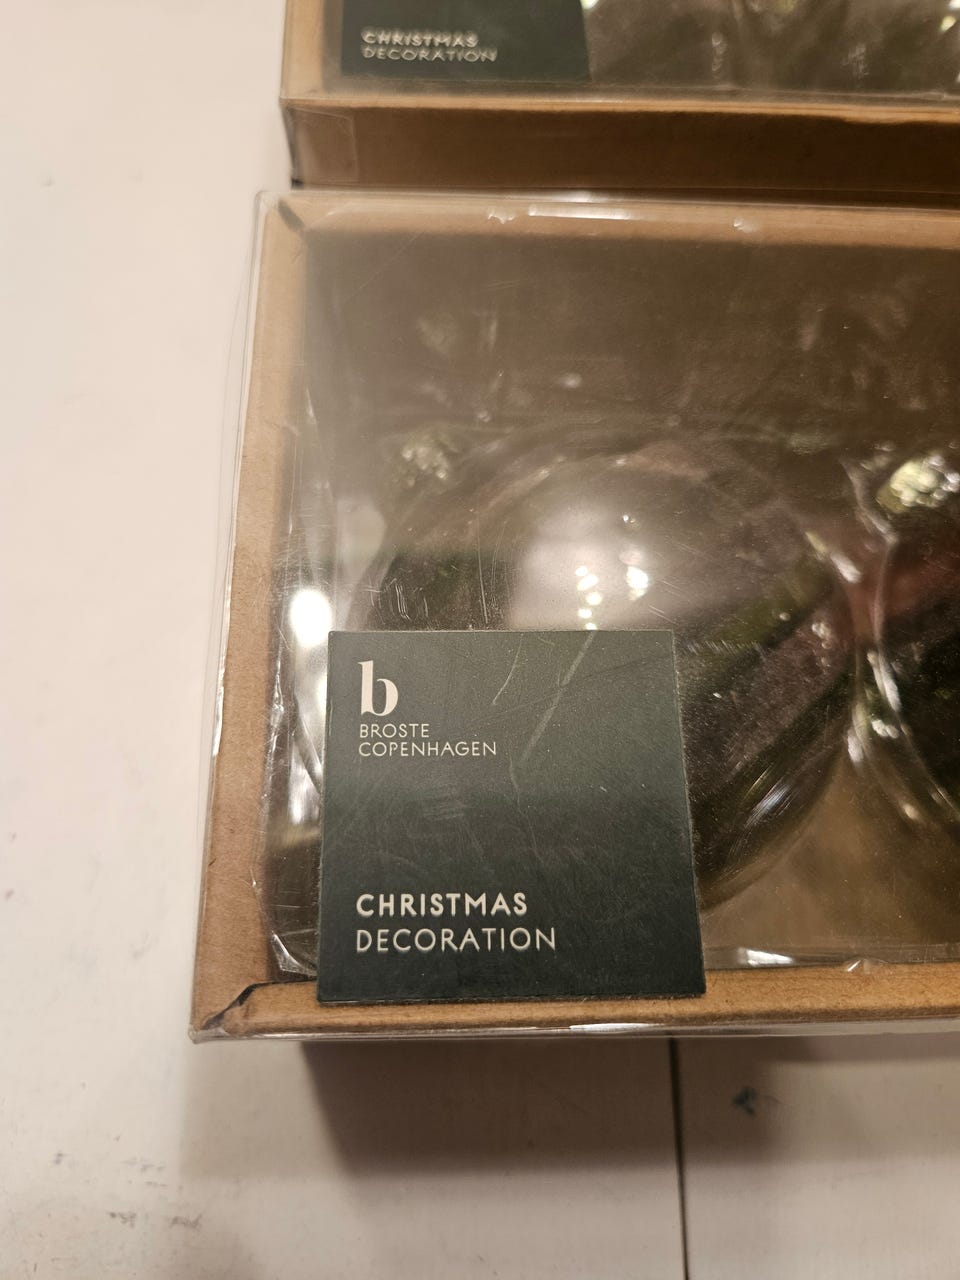 CHRISTMAS
DECORATION
b
BROSTE
COPENHAGEN
CHRISTMAS
DECORATION